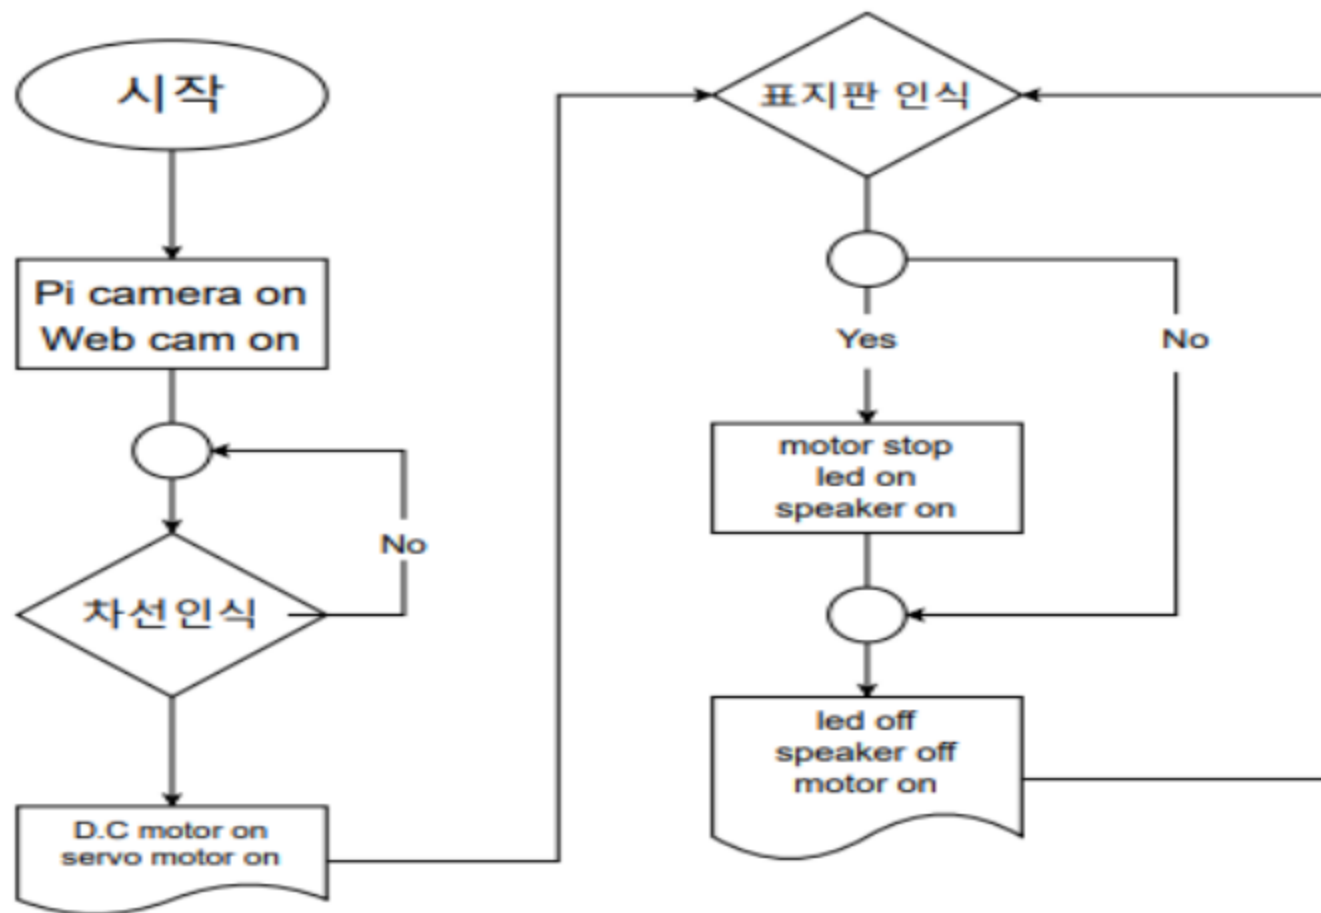 시작
Pi camera on
Web cam on
No
차선인식
D.C motor on
servo motor on
표지판 인식
Yes
No
motor stop
led on
speaker on
led off
speaker off
motor on